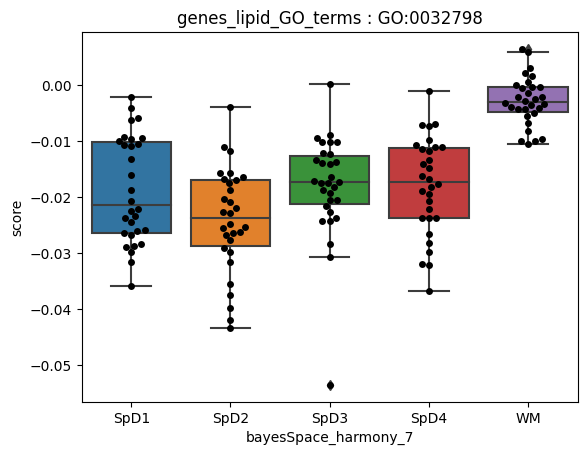 genes_lipid_GO_terms : GO:0032798
0.00
−0.01
−0.02
−0.03
−0.04
−0.05
score
SpD1 SpD2 SpD3 SpD4 WM
bayesSpace_harmony_7